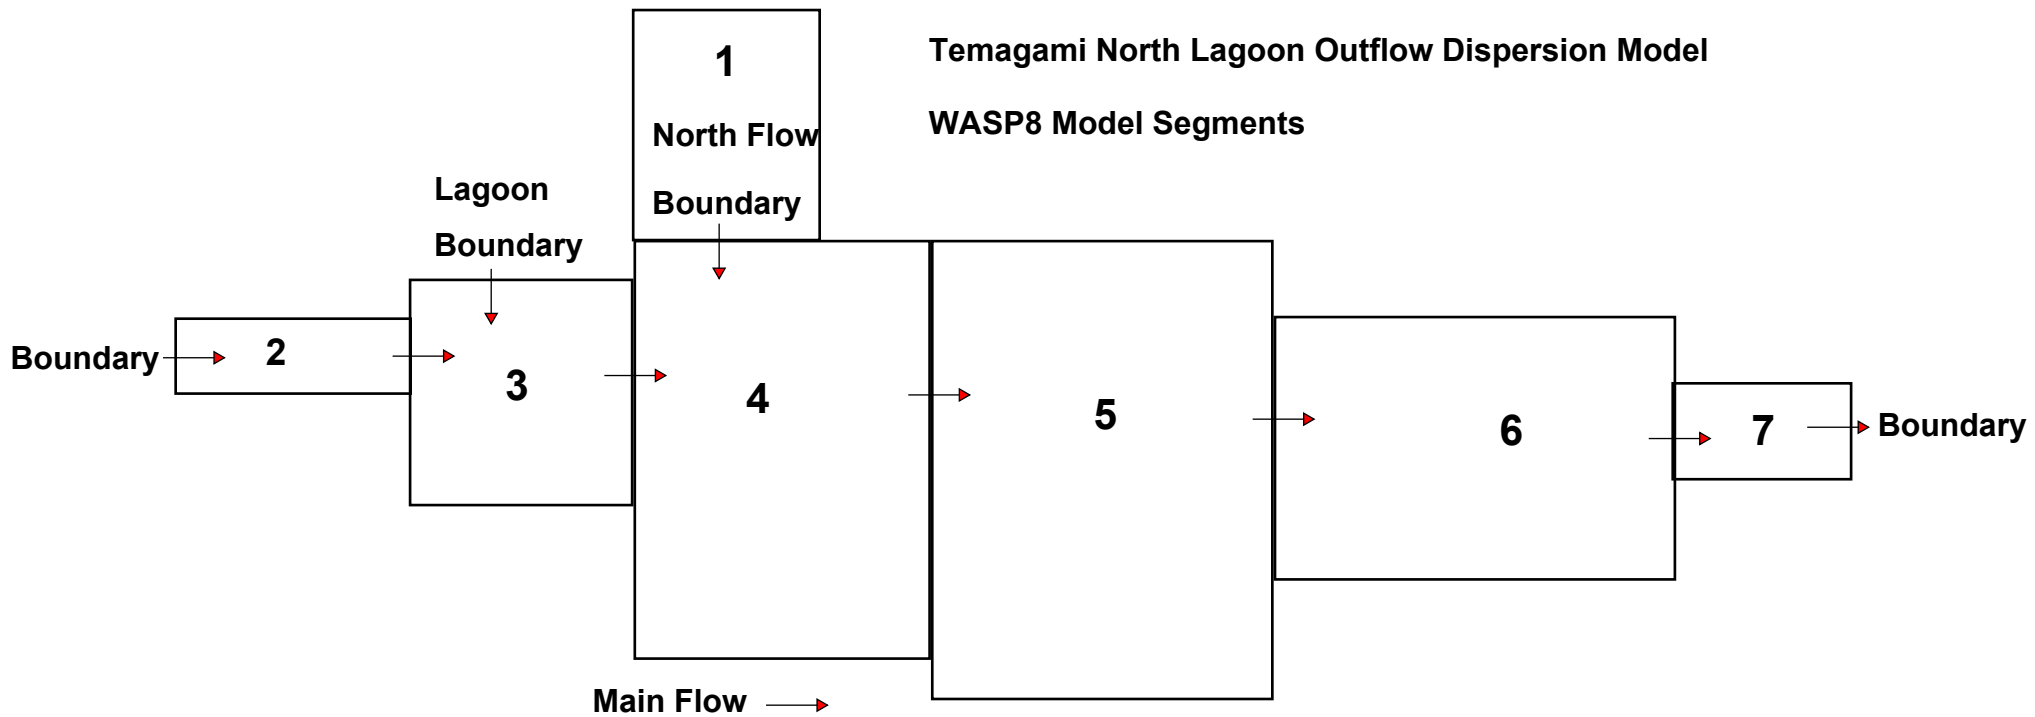 1
North Flow
Boundary
Temagami North Lagoon Outflow Dispersion Model
WASP8 Model Segments
Lagoon
Boundary
Boundary
2
3
4
5
6
7
Boundary
Main Flow